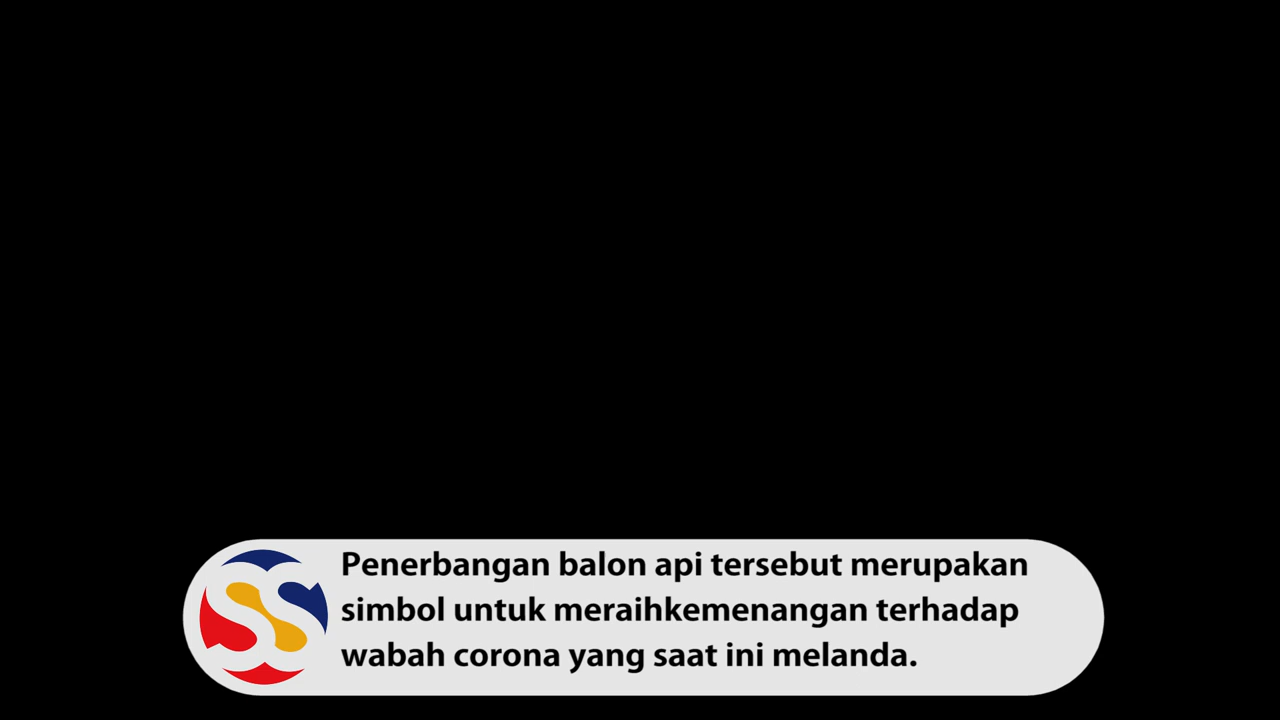 Penerbangan balon api tersebut merupakan
simbol untuk meraihkemenangan terhadap
wabah corona yang saat ini melanda.